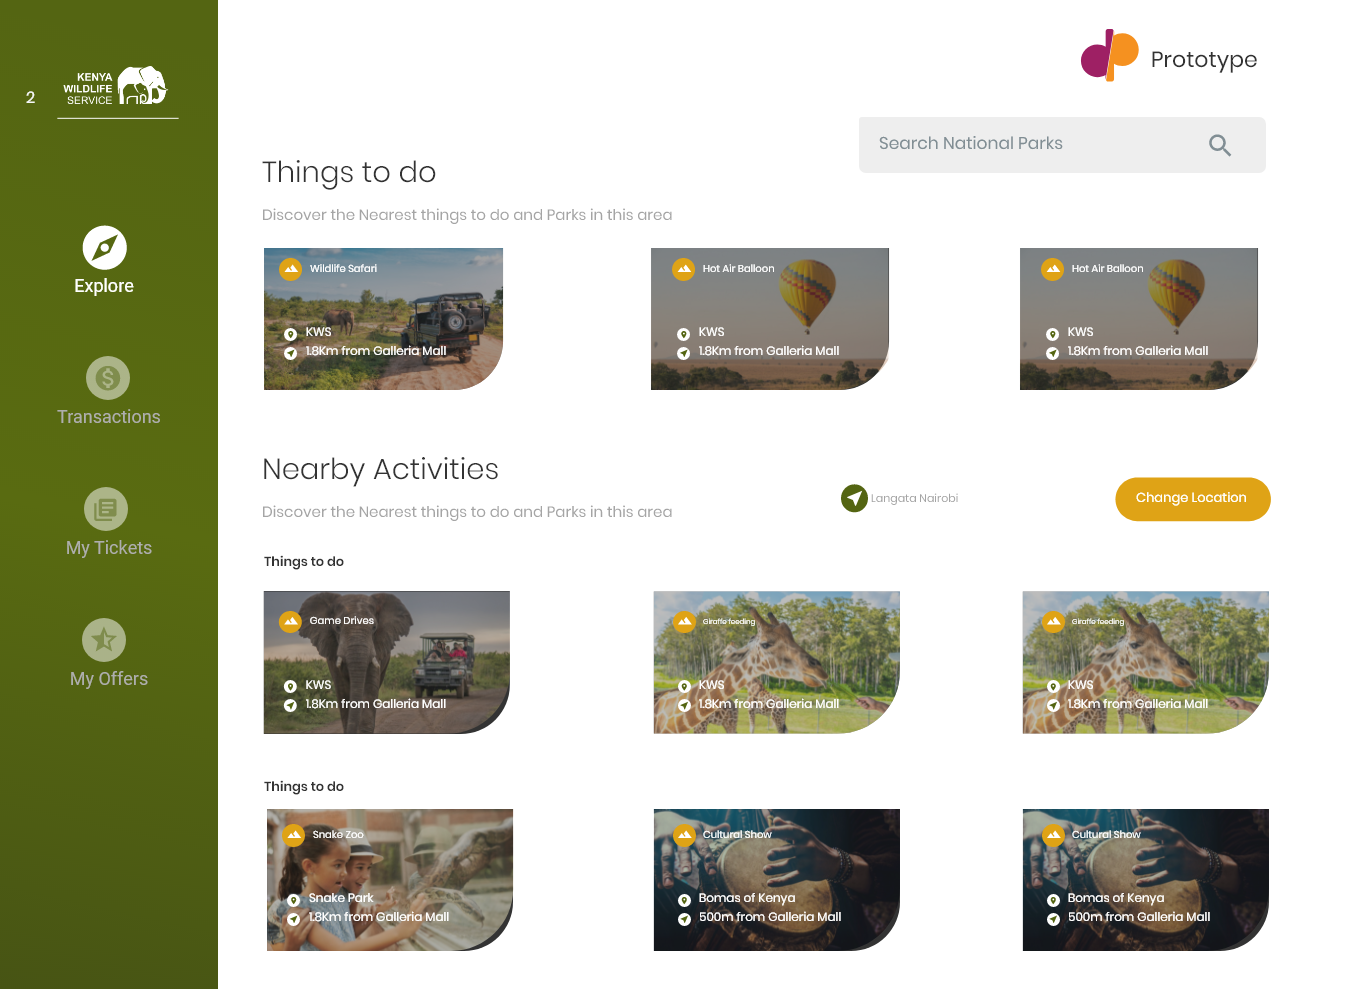 2
KENYA
WILDLIFE
SERVICE
Explore
Transactions
My Tickets
My Offers
Prototype
Search National Parks
Things to do
Discover the Nearest things to do and Parks in this area
Wildlife Safari
KWS
1.8Km from Galleria Mall
Hot Air Balloon
KWS
1.8Km from Galleria Mall
Hot Air Balloon
KWS
1.8Km from Galleria Mall
Nearby Activities
Discover the Nearest things to do and Parks in this area
Langata Nairobi
Change Location
Things to do
Game Drives
KWS
1.8Km from Galleria Mall
Giraffe feeding
KWS
1.8Km from Galleria Mall
Giraffe feeding
KWS
1.8Km from Galleria Mall
Things to do
Snake Zoo
Snake Park
1.8Km from Galleria Mall
Cultural Show
Bomas of Kenya
500m from Galleria Mall
Cultural Show
Bomas of Kenya
500m from Galleria Mall